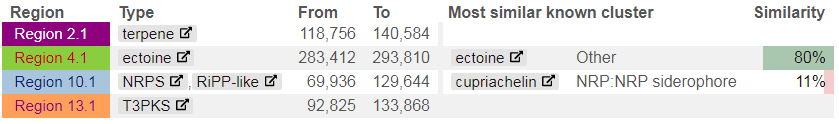 Region Type From To Most similar known cluster Similarity
Region 2.1 terpene 118,756 140,584
Region 4.1 ectoine 283,412 293,810 ectoine Other 80%
Region 10.1 NRPS , RiPP-like 69,936 129,644 cupriachelin NRP:NRP siderophore 11%
Region 13.1 T3PKS 92,825 133,868